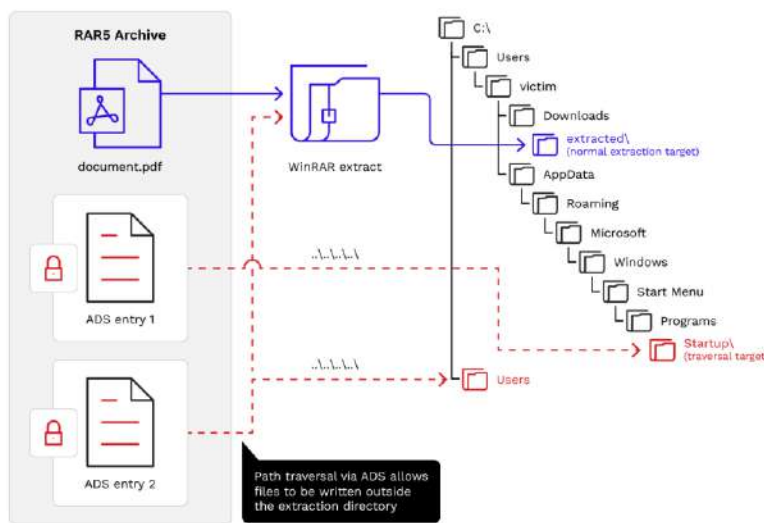 RAR5 Archive
document.pdf
WinRAR extract
ADS entry 1
ADS entry 2
..\..\..\..\
..\..\..\..\
C:\
Users
victim
Downloads
extracted\
(normal extraction target)
AppData
Roaming
Microsoft
Windows
Start Menu
Programs
Startup\
(traversal target
Users
Path traversal via ADS allows
files to be written outside
the extraction directory